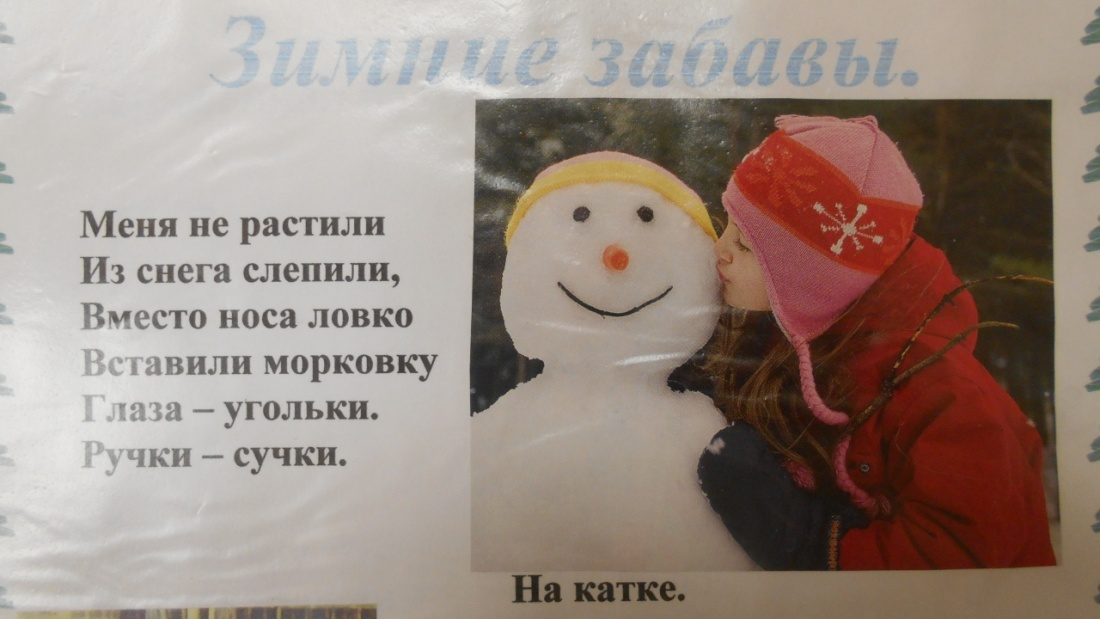 Зимние забавы.
Меня не растили
Из снега слепили,
Вместо носа ловко
Вставили морковку
Глаза – угольки.
Ручки – сучки.
На катке.